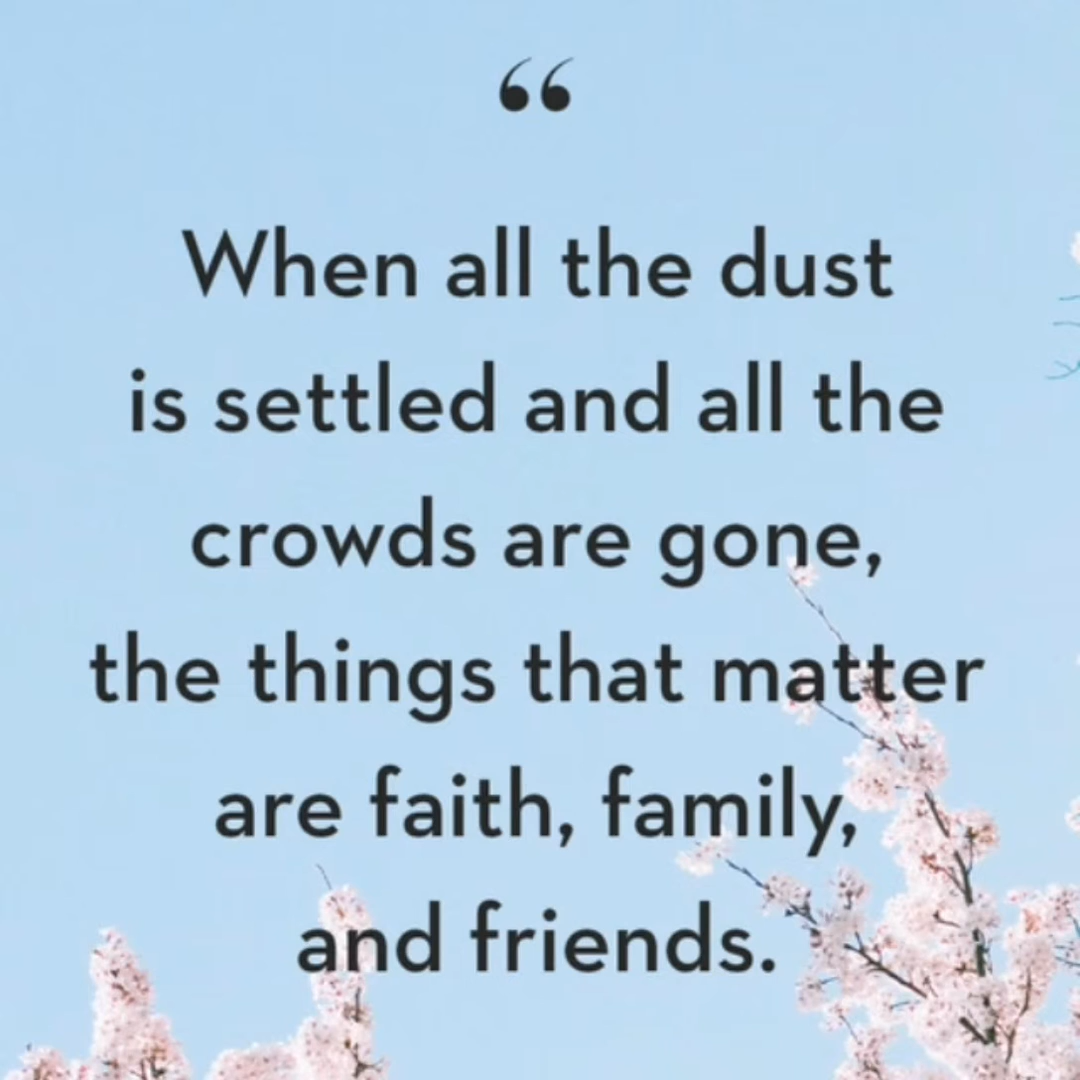 “
When all the dust
is settled and all the
crowds are gone,
the things that matter
are faith, family,
and friends.